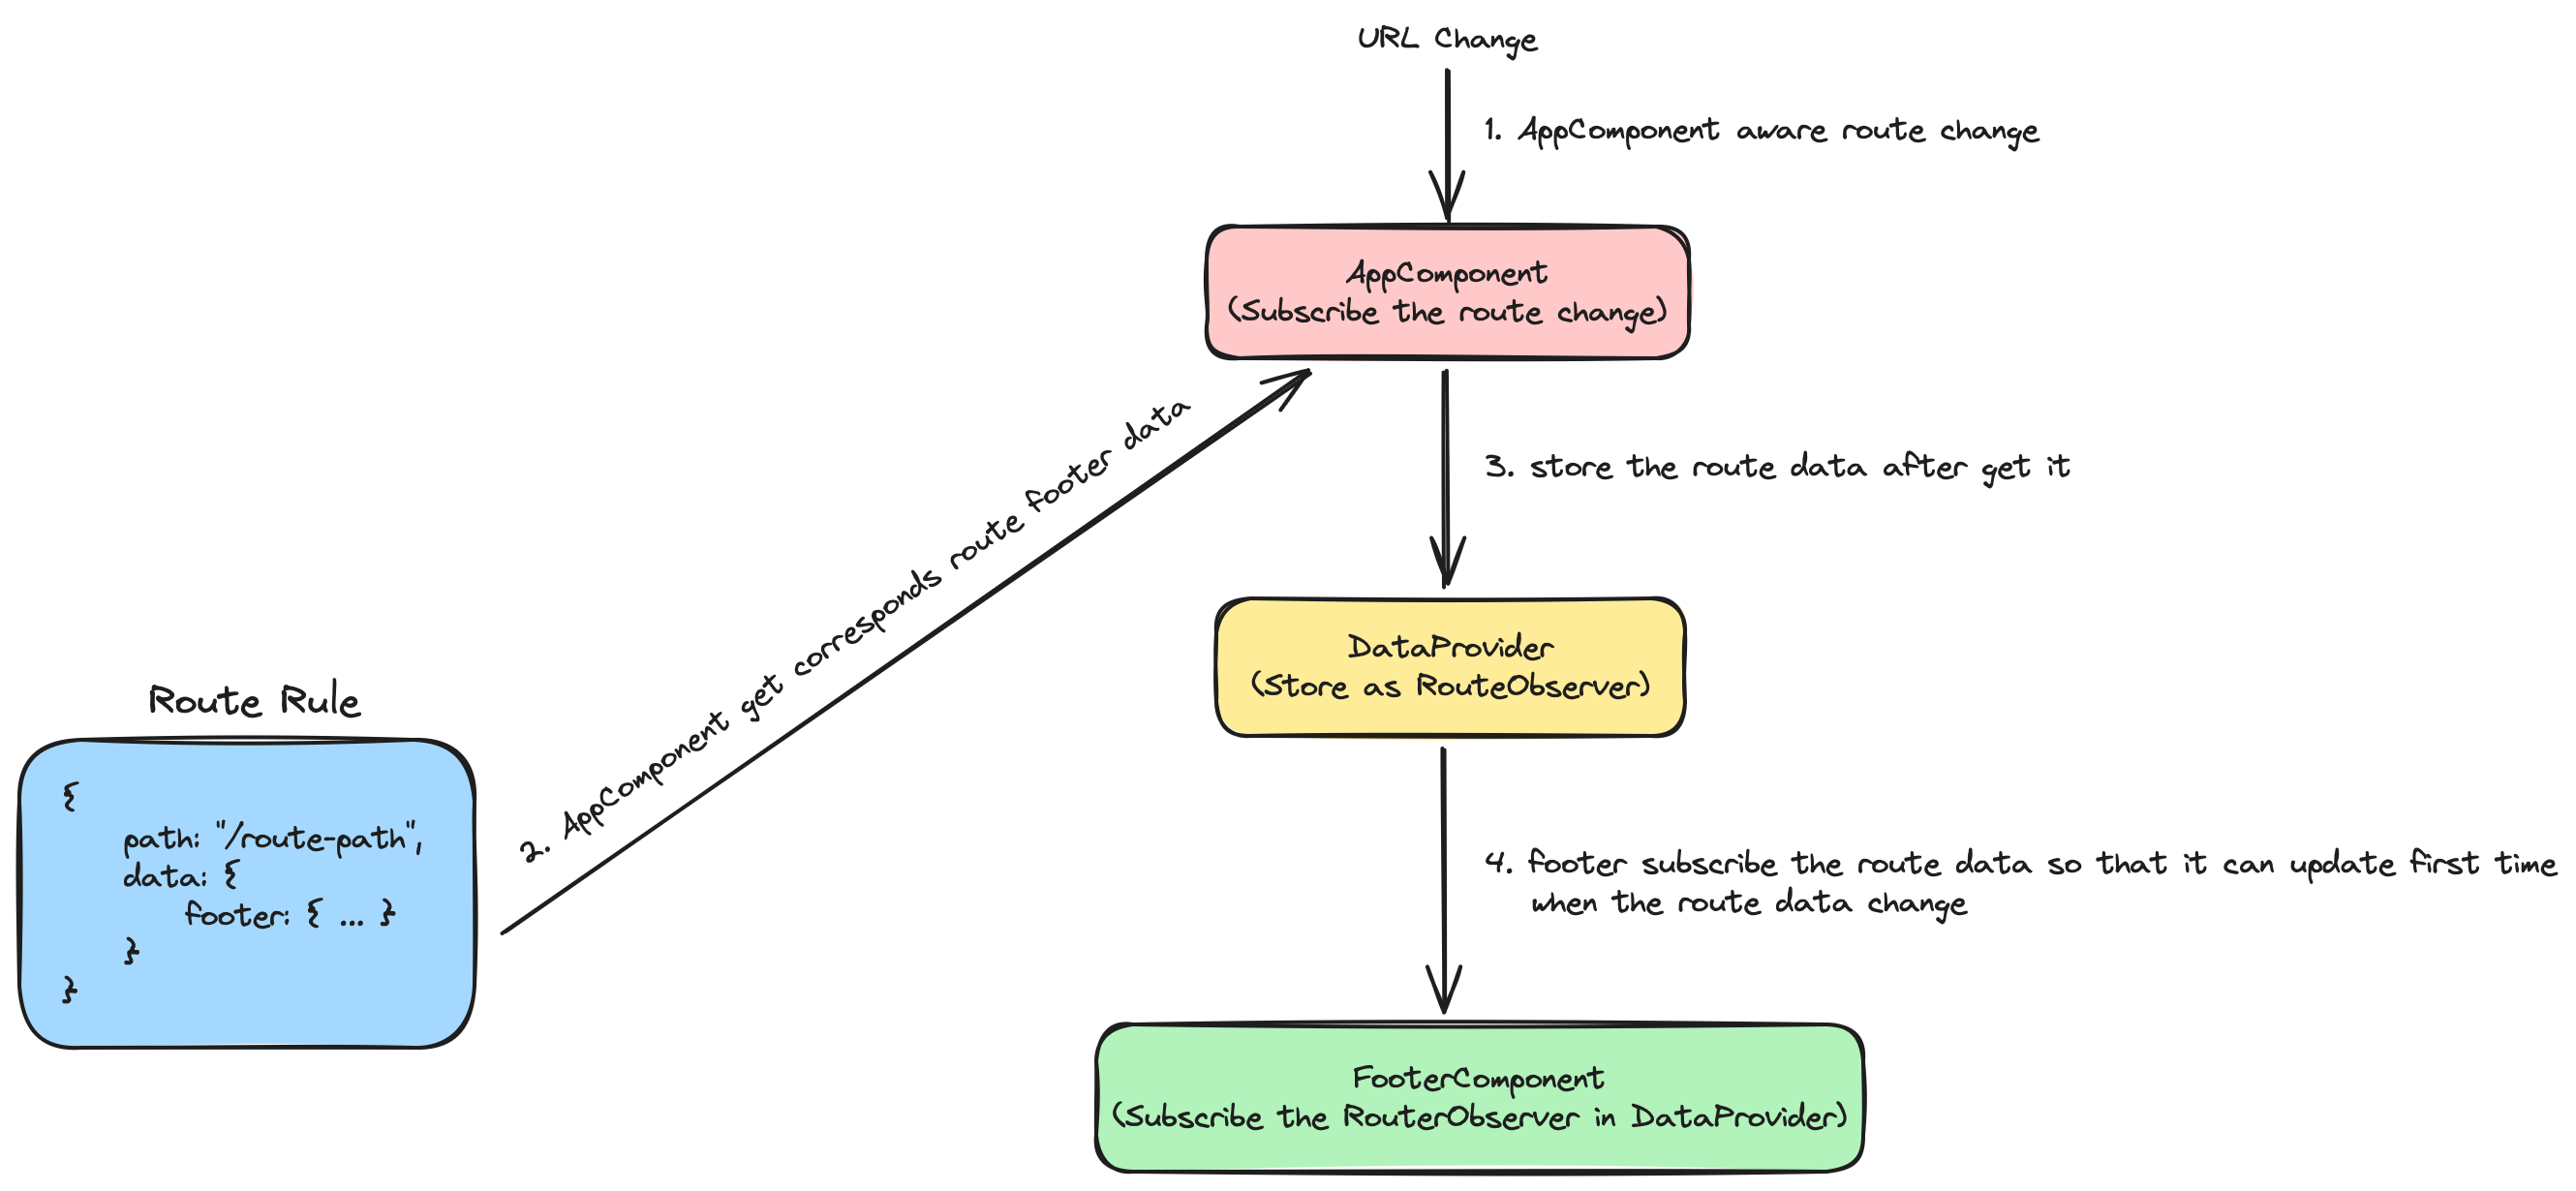 URL Change
1. AppComponent aware route change
AppComponent
(Subscribe the route change)
2. AppComponent get corresponds route footer data
3. store the route data after get it
DataProvider
(Store as RouteObserver)
Route Rule
{
path: "/route-path",
data: {
footer: { ... }
}
}
4. footer subscribe the route data so that it can update first time
when the route data change
FooterComponent
(Subscribe the RouterObserver in DataProvider)